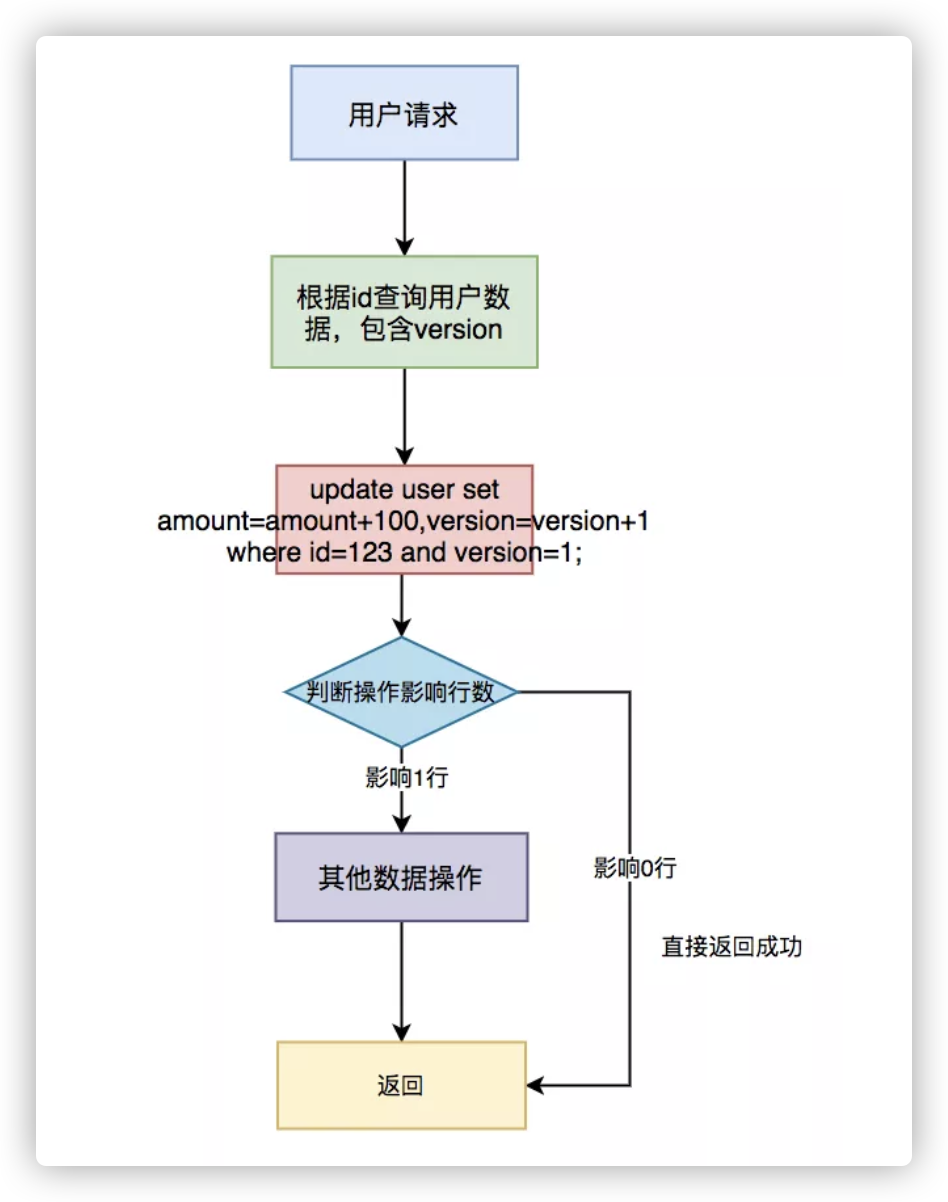 用户请求
根据id查询用户数
据，包含version
update user set
amount=amount+100,version=version+1
where id=123 and version=1;
判断操作影响行数
影响1行
其他数据操作
影响0行
直接返回成功
返回